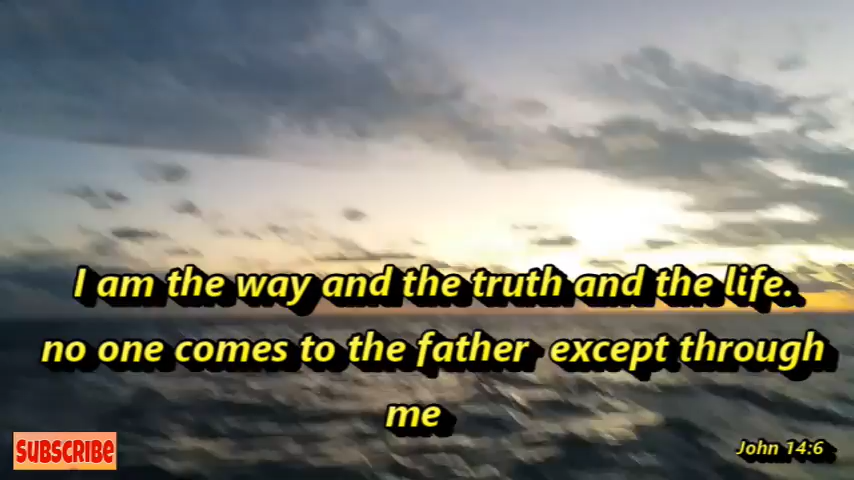 I am the way and the truth and the life.
no one comes to the father except through
me
John 14:6
SUBSCRIBE